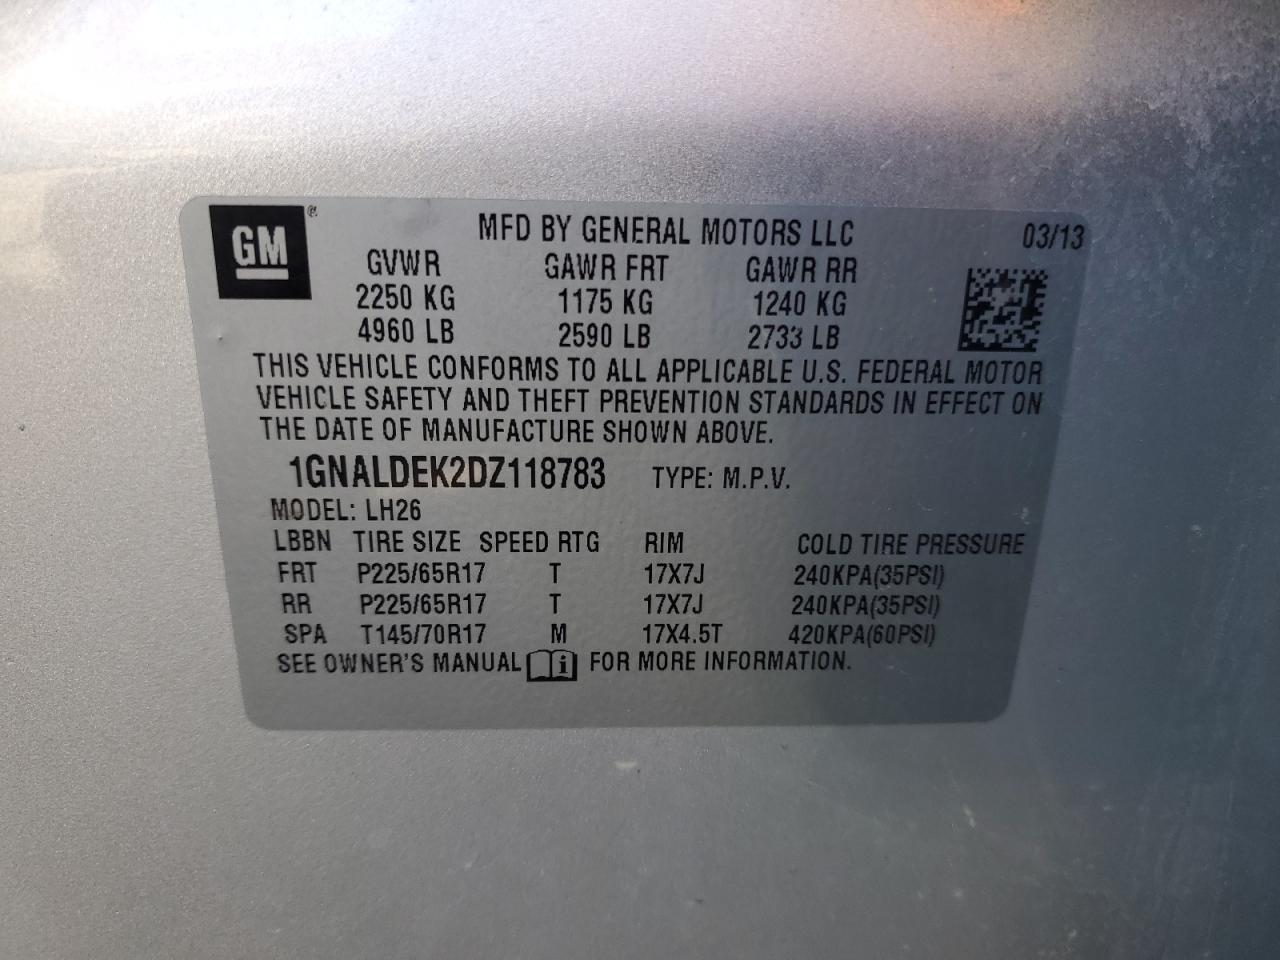 GM®
MFD BY GENERAL MOTORS LLC 03/13
GVWR GAWR FRT GAWR RR
2250 KG 1175 KG 1240 KG
4960 LB 2590 LB 2733 LB
THIS VEHICLE CONFORMS TO ALL APPLICABLE U.S. FEDERAL MOTOR
VEHICLE SAFETY AND THEFT PREVENTION STANDARDS IN EFFECT ON
THE DATE OF MANUFACTURE SHOWN ABOVE.
1GNALDEK2DZ118783 TYPE: M.P.V.
MODEL: LH26
LBBN TIRE SIZE SPEED RTG RIM COLD TIRE PRESSURE
FRT P225/65R17 T 17X7J 240KPA(35PSI)
RR P225/65R17 T 17X7J 240KPA(35PSI)
SPA T145/70R17 M 17X4.5T 420KPA(60PSI)
SEE OWNER'S MANUAL i FOR MORE INFORMATION.